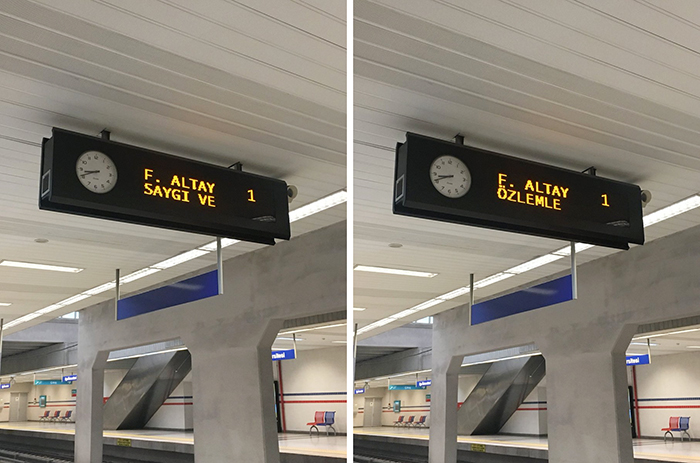 F. ALTAY 1
SAYGI VE
F. ALTAY 1
ÖZLEMLE